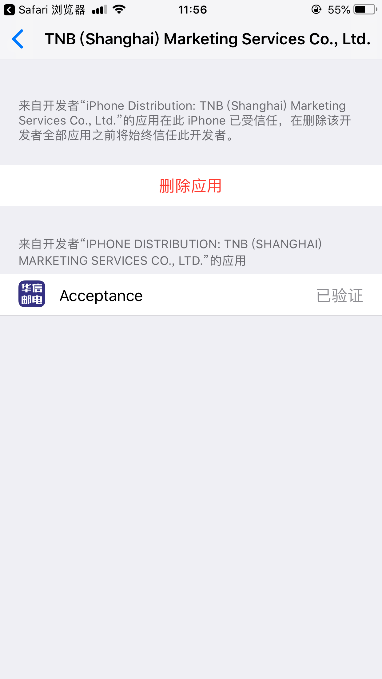 Safari 浏览器 11:56 55%
TNB (Shanghai) Marketing Services Co., Ltd.
来自开发者“iPhone Distribution: TNB (Shanghai) Marketing
Services Co., Ltd.”的应用在此 iPhone 已受信任，在删除该开
发者全部应用之前将始终信任此开发者。
删除应用
来自开发者“IPHONE DISTRIBUTION: TNB (SHANGHAI)
MARKETING SERVICES CO., LTD.”的应用
华信
邮电
Acceptance 已验证